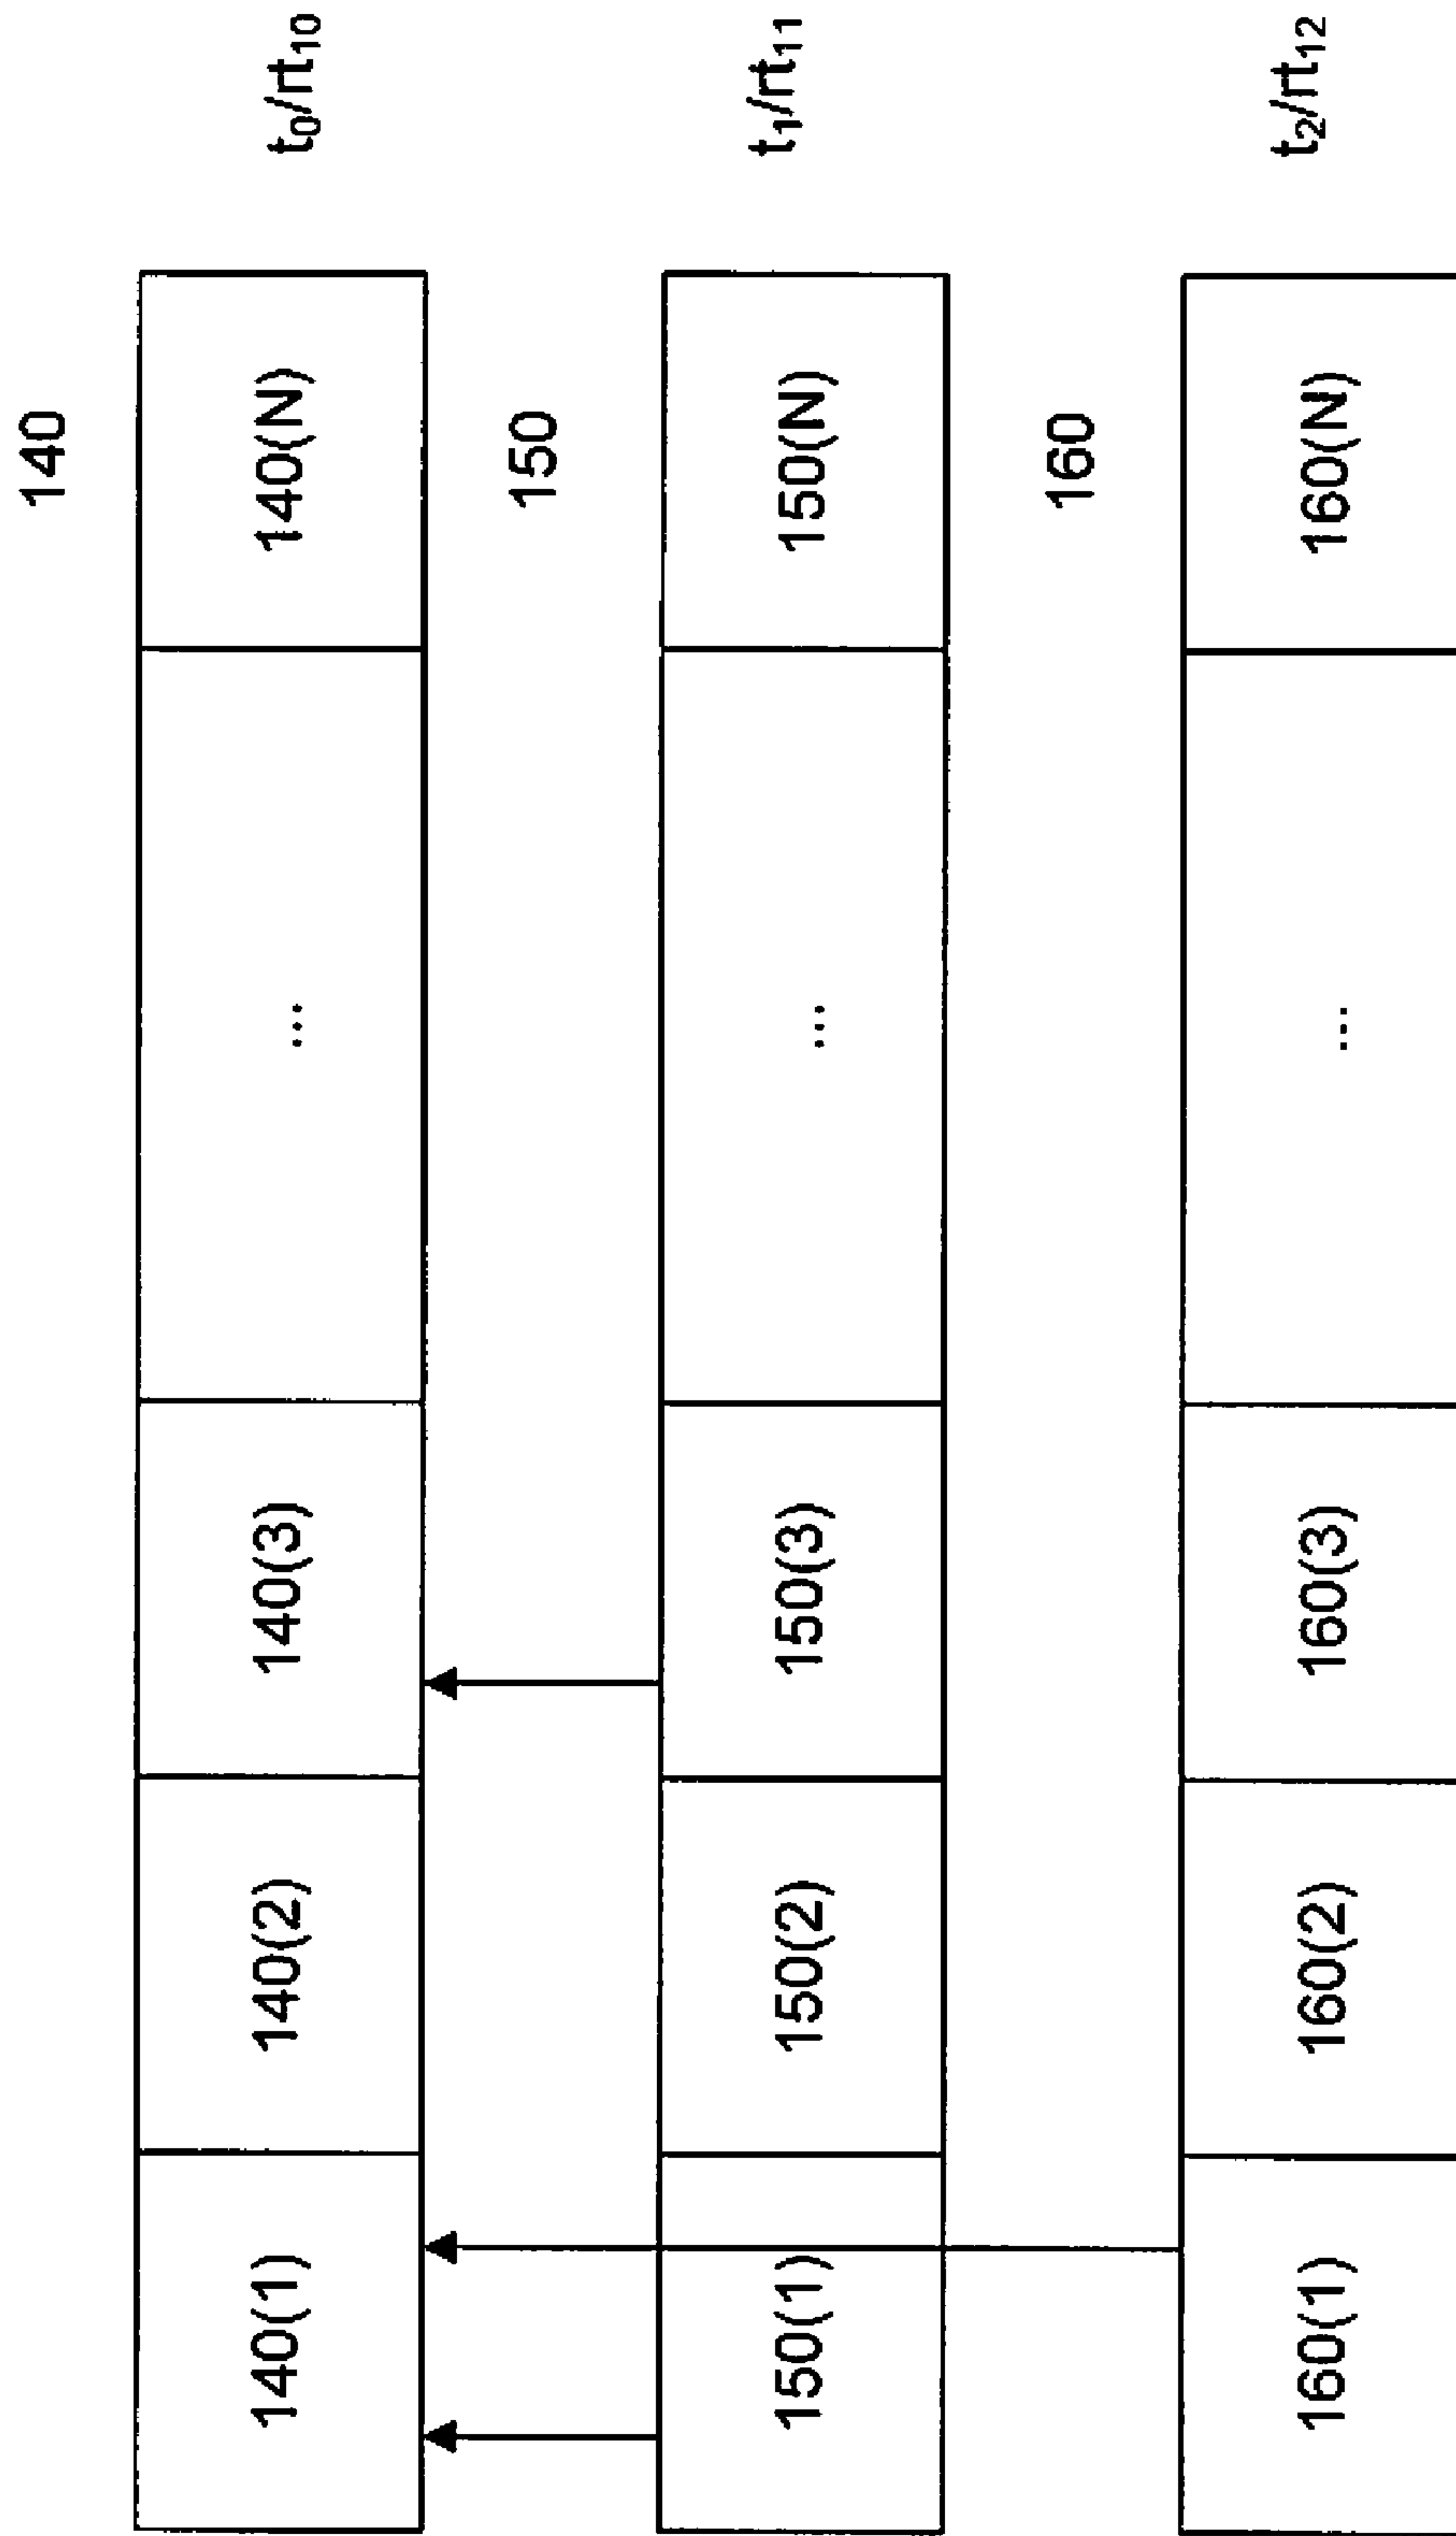 140
140(1) 140(2) 140(3) ... 140(N) t₀/rt₁₀
150
150(1) 150(2) 150(3) ... 150(N) t₁/rt₁₁
160
160(1) 160(2) 160(3) ... 160(N) t₂/rt₁₂